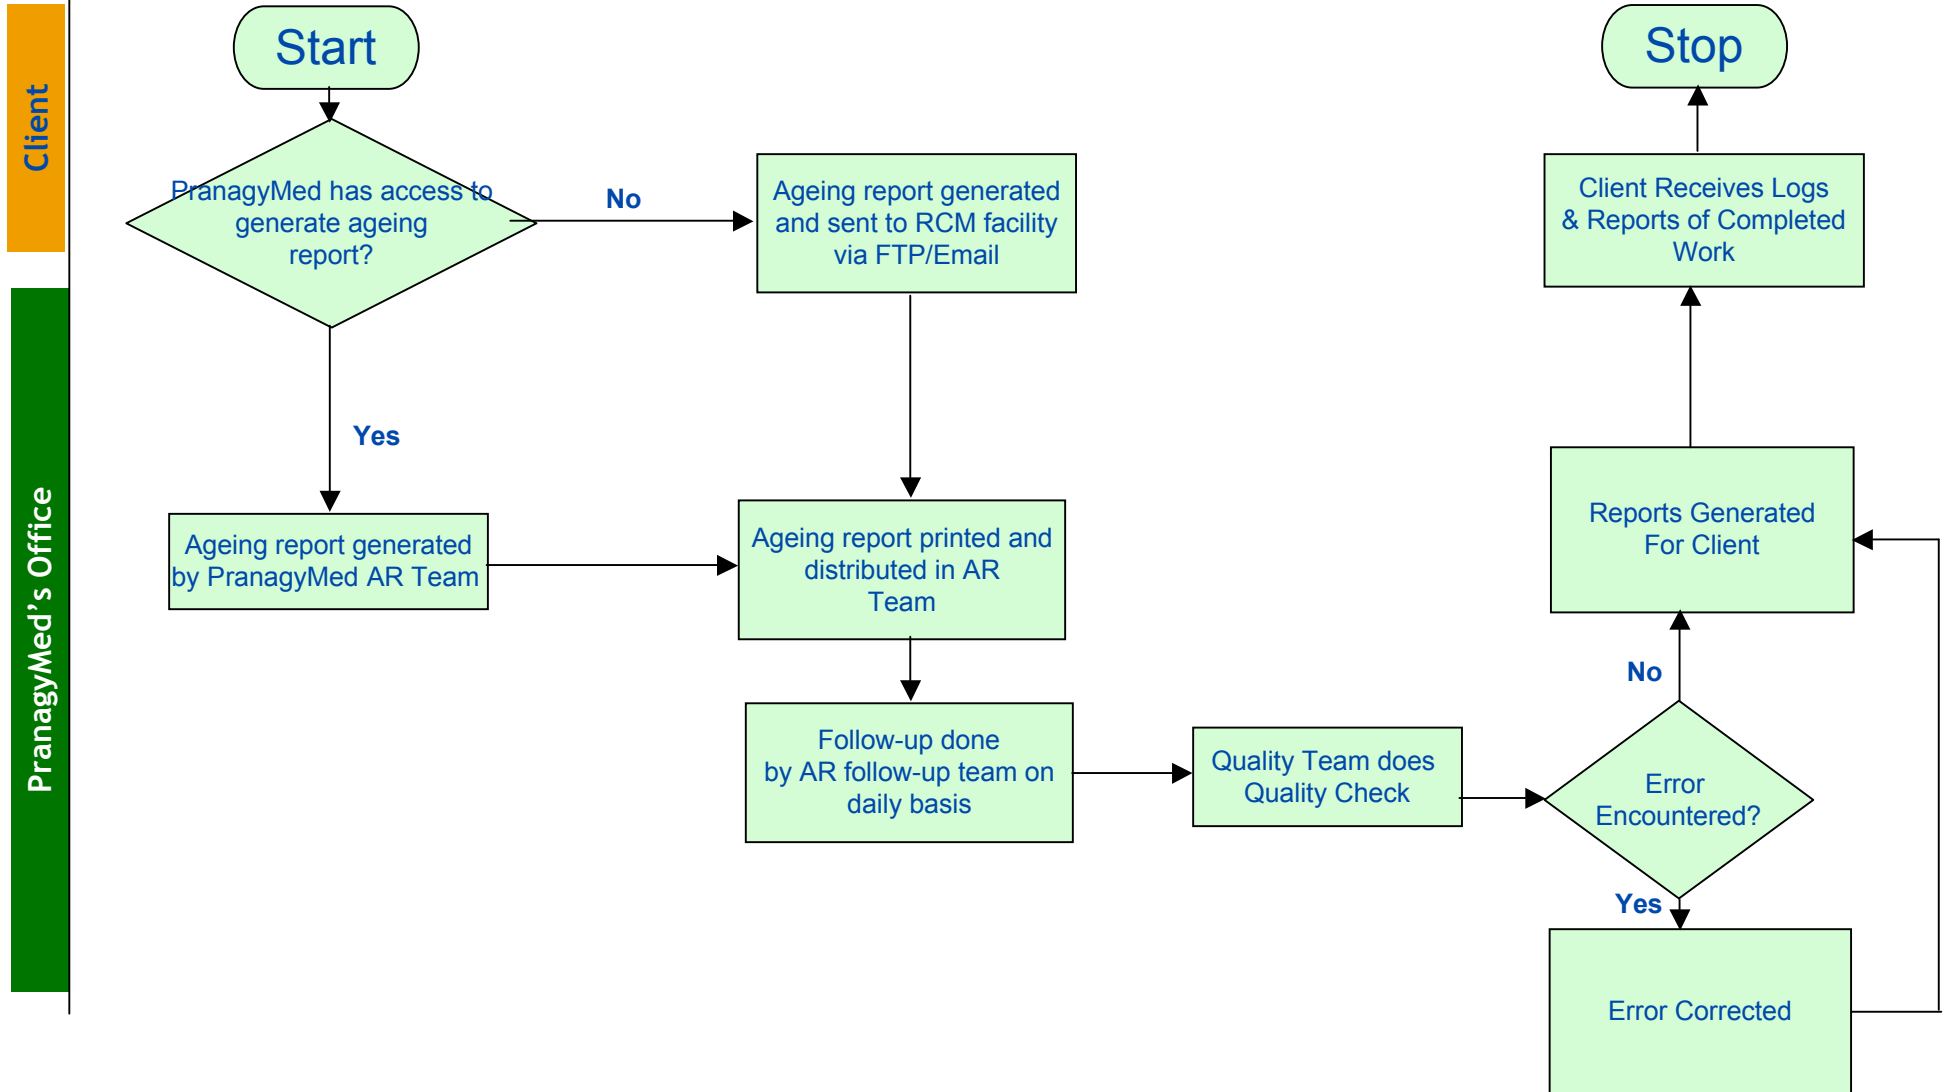 Client
PranagyMed's Office
Start
PranagyMed has access to
generate ageing
report?
No
Ageing report generated
and sent to RCM facility
via FTP/Email
Yes
Ageing report generated
by PranagyMed AR Team
Ageing report printed and
distributed in AR
Team
Follow-up done
by AR follow-up team on
daily basis
Quality Team does
Quality Check
Error
Encountered?
Yes
Error Corrected
No
Reports Generated
For Client
Client Receives Logs
& Reports of Completed
Work
Stop